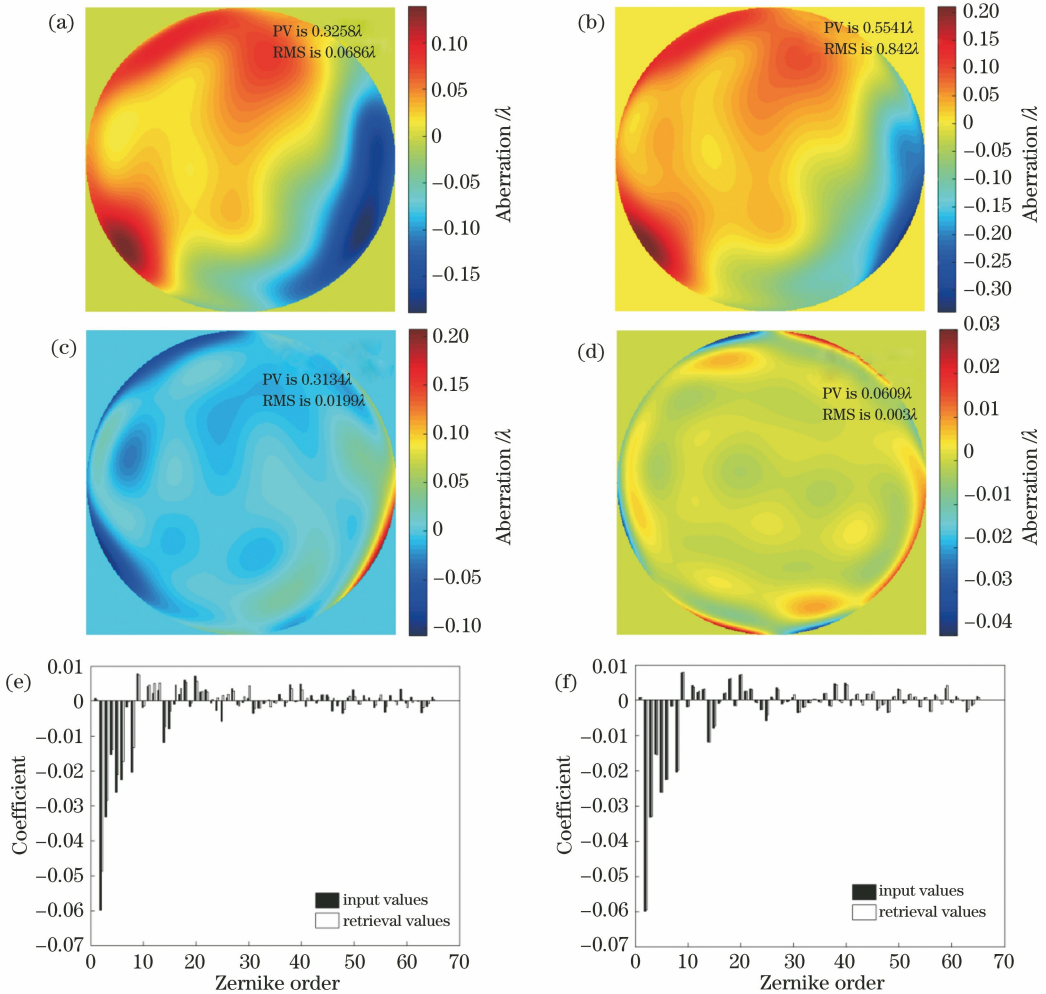 (a)
PV is 0.3258λ
RMS is 0.0686λ
0.10
0.05
0
−0.05
−0.10
−0.15
Aberration /λ
(b)
PV is 0.5541λ
RMS is 0.842λ
0.20
0.15
0.10
0.05
0
−0.05
−0.10
−0.15
−0.20
−0.25
−0.30
Aberration /λ
(c)
PV is 0.3134λ
RMS is 0.0199λ
0.20
0.15
0.10
0.05
0
−0.05
−0.10
Aberration /λ
(d)
PV is 0.0609λ
RMS is 0.003λ
0.03
0.02
0.01
0
−0.01
−0.02
−0.03
−0.04
Aberration /λ
(e)
0.01
0
−0.01
−0.02
−0.03
−0.04
−0.05
−0.06
−0.07
Coefficient
input values
retrieval values
0 10 20 30 40 50 60 70
Zernike order
(f)
0.01
0
−0.01
−0.02
−0.03
−0.04
−0.05
−0.06
−0.07
Coefficient
input values
retrieval values
0 10 20 30 40 50 60 70
Zernike order